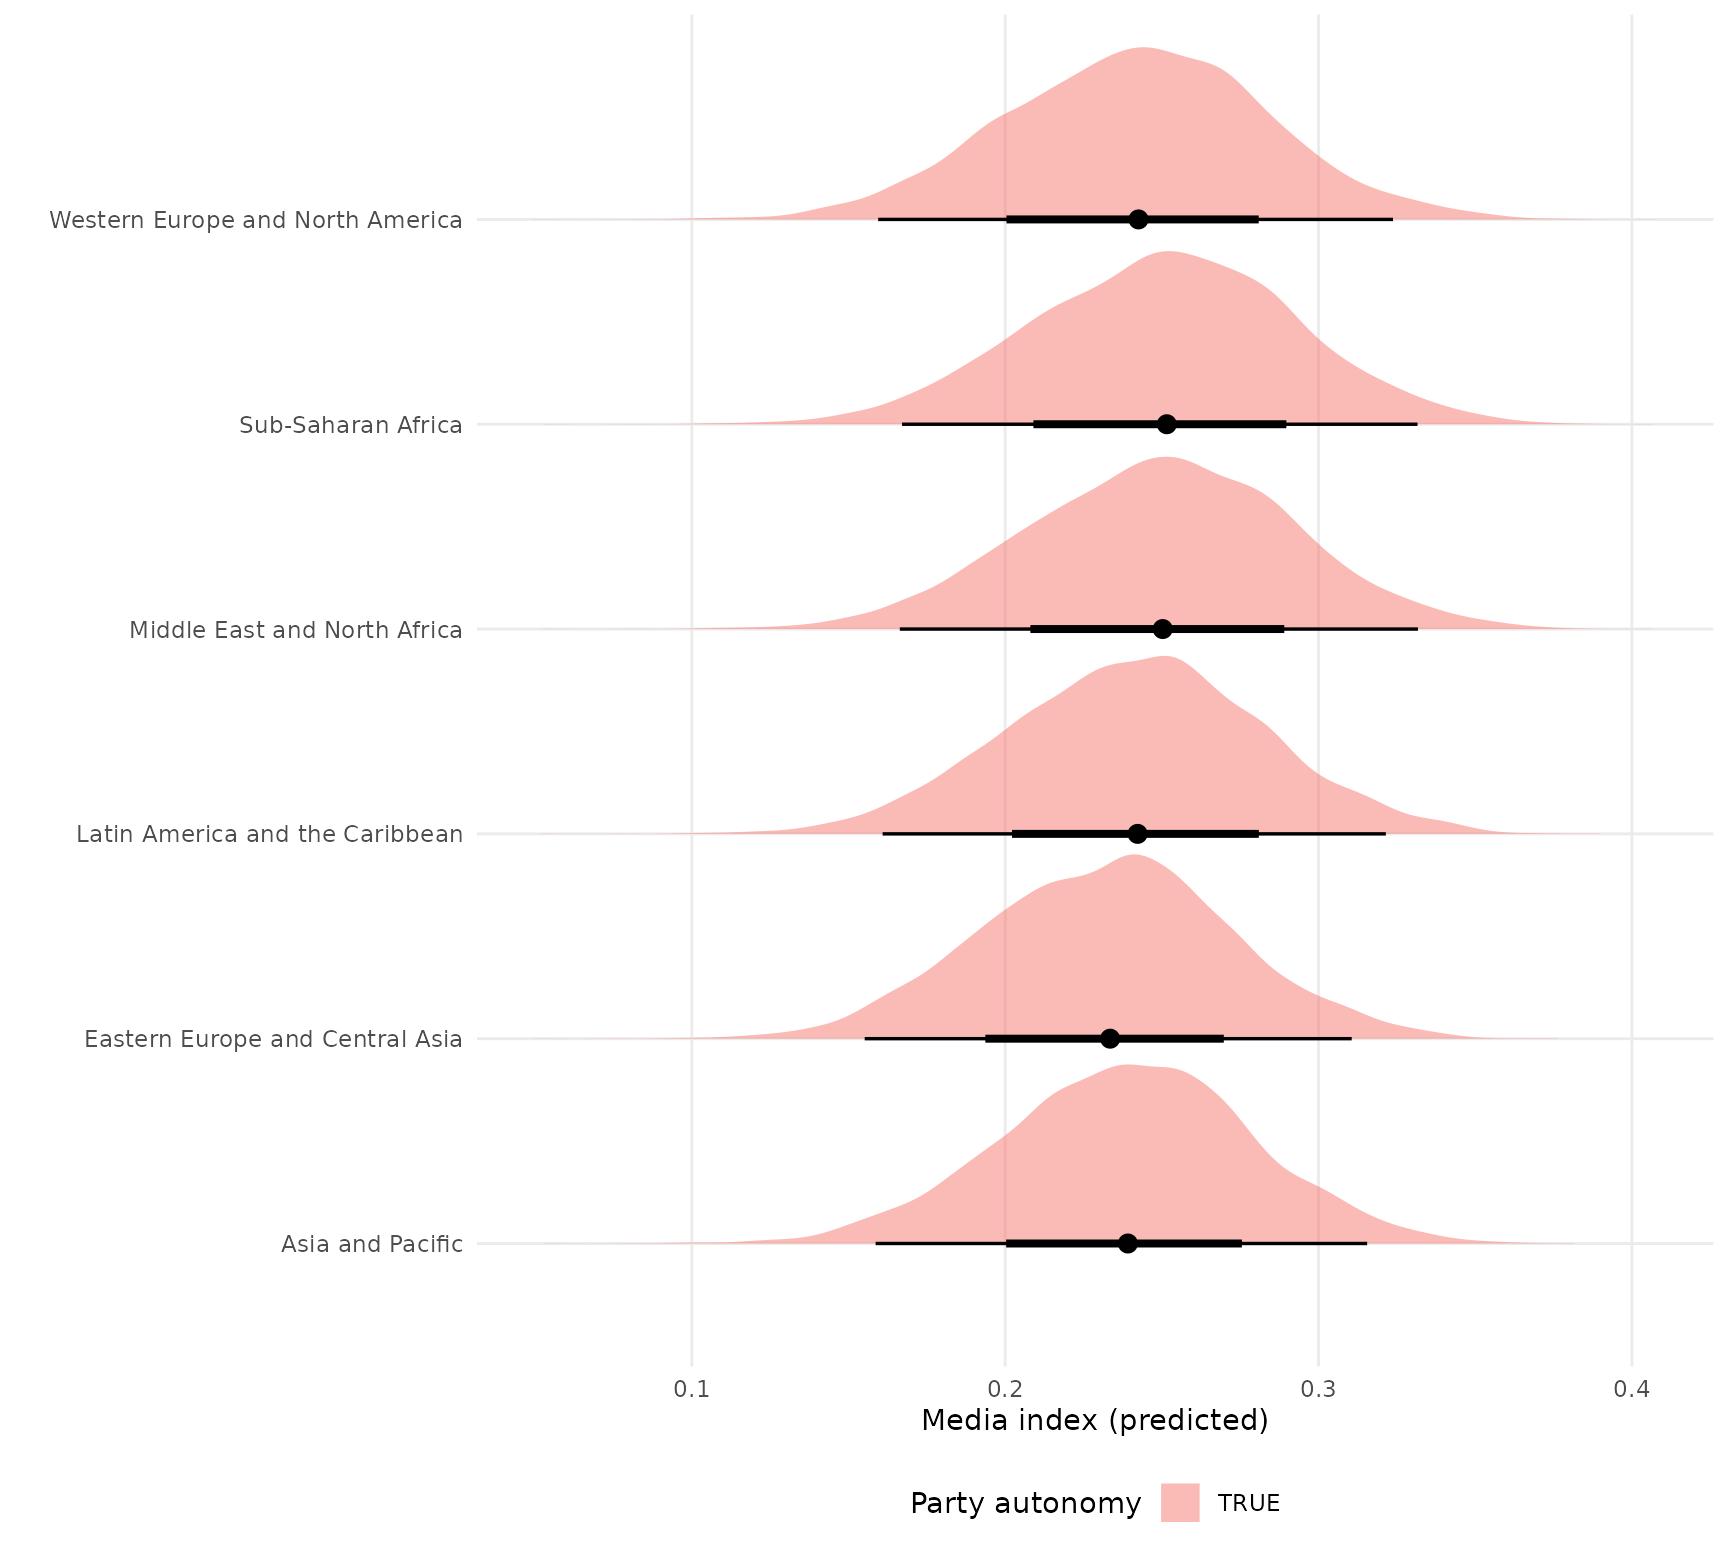 Western Europe and North America
Sub-Saharan Africa
Middle East and North Africa
Latin America and the Caribbean
Eastern Europe and Central Asia
Asia and Pacific
0.1 0.2 0.3 0.4
Media index (predicted)
Party autonomy TRUE